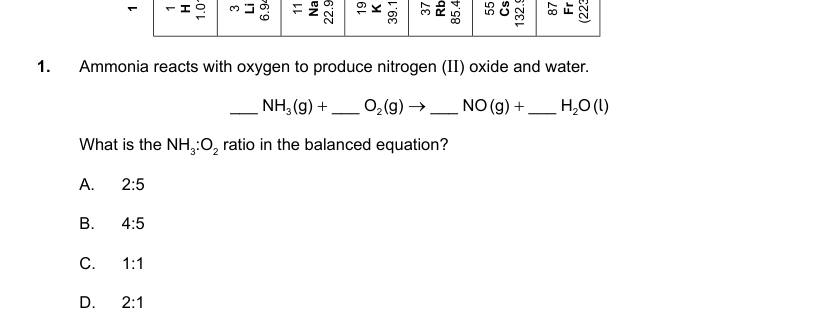 1
1
H
1.0
3
Li
6.9
11
Na
22.9
19
K
39.1
37
Rb
85.4
55
Cs
132.9
87
Fr
(223
1. Ammonia reacts with oxygen to produce nitrogen (II) oxide and water.
___ NH₃(g) + ___ O₂(g) → ___ NO(g) + ___ H₂O(l)
What is the NH₃:O₂ ratio in the balanced equation?
A. 2:5
B. 4:5
C. 1:1
D. 2:1